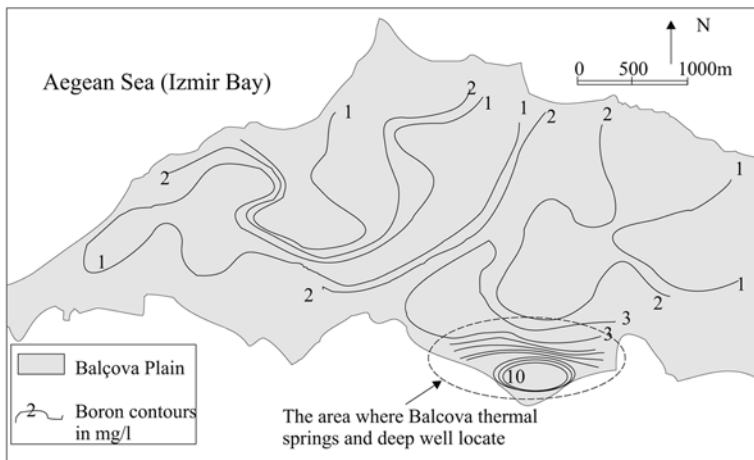 N
Aegean Sea (Izmir Bay)
0 500 1000m
2
1
1
1
2
2
2
1
1
2
2
1
3
3
10
Balçova Plain
2 Boron contours
in mg/l
The area where Balcova thermal
springs and deep well locate